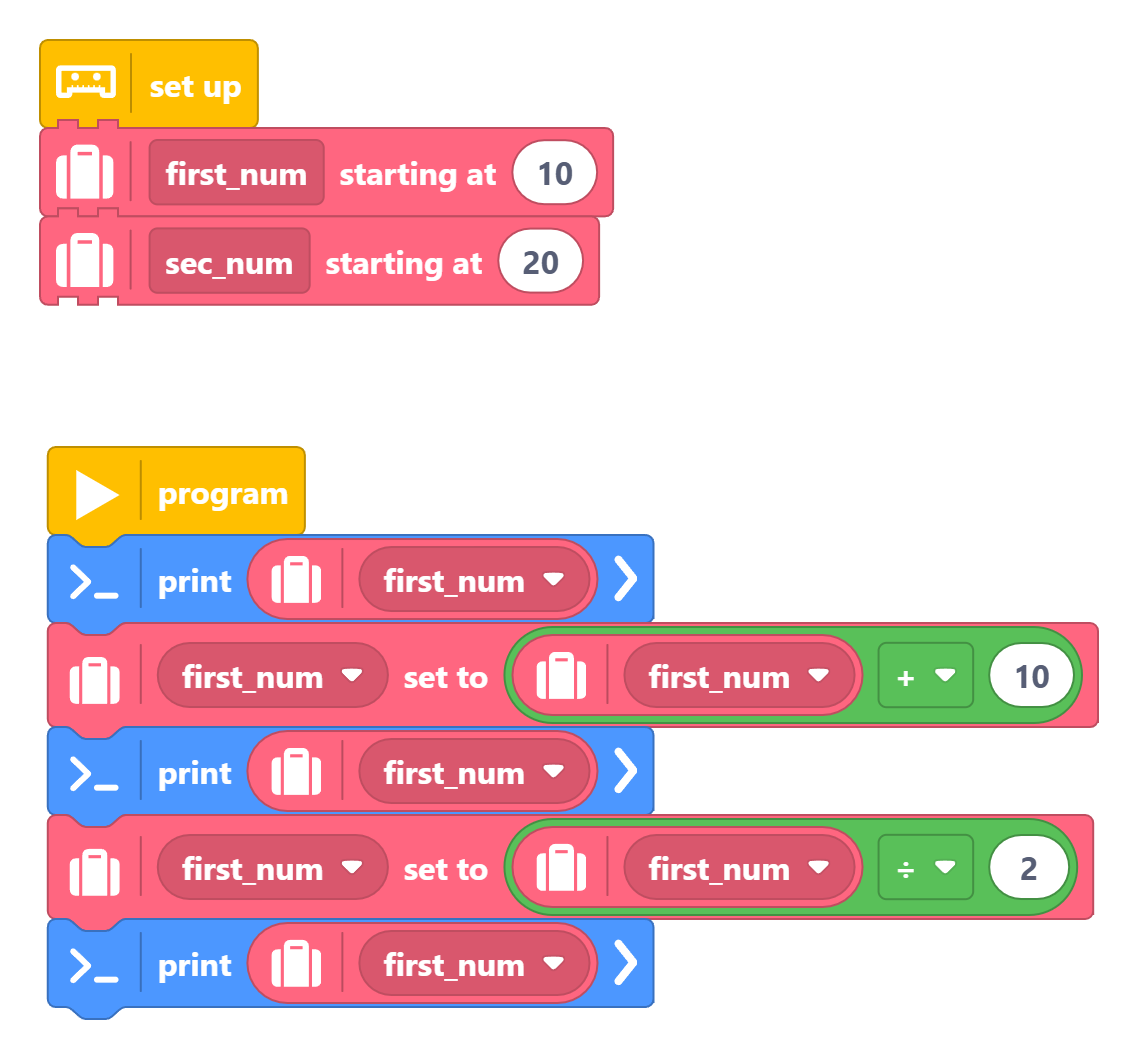 set up
first_num starting at 10
sec_num starting at 20
program
print first_num
first_num set to first_num + 10
print first_num
first_num set to first_num ÷ 2
print first_num